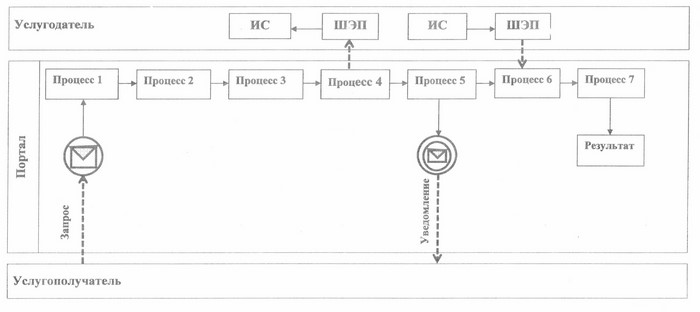 Услугодатель
ИС
ШЭП
ИС
ШЭП
Портал
Процесс 1
Процесс 2
Процесс 3
Процесс 4
Процесс 5
Процесс 6
Процесс 7
Результат
Запрос
Уведомление
Услугополучатель